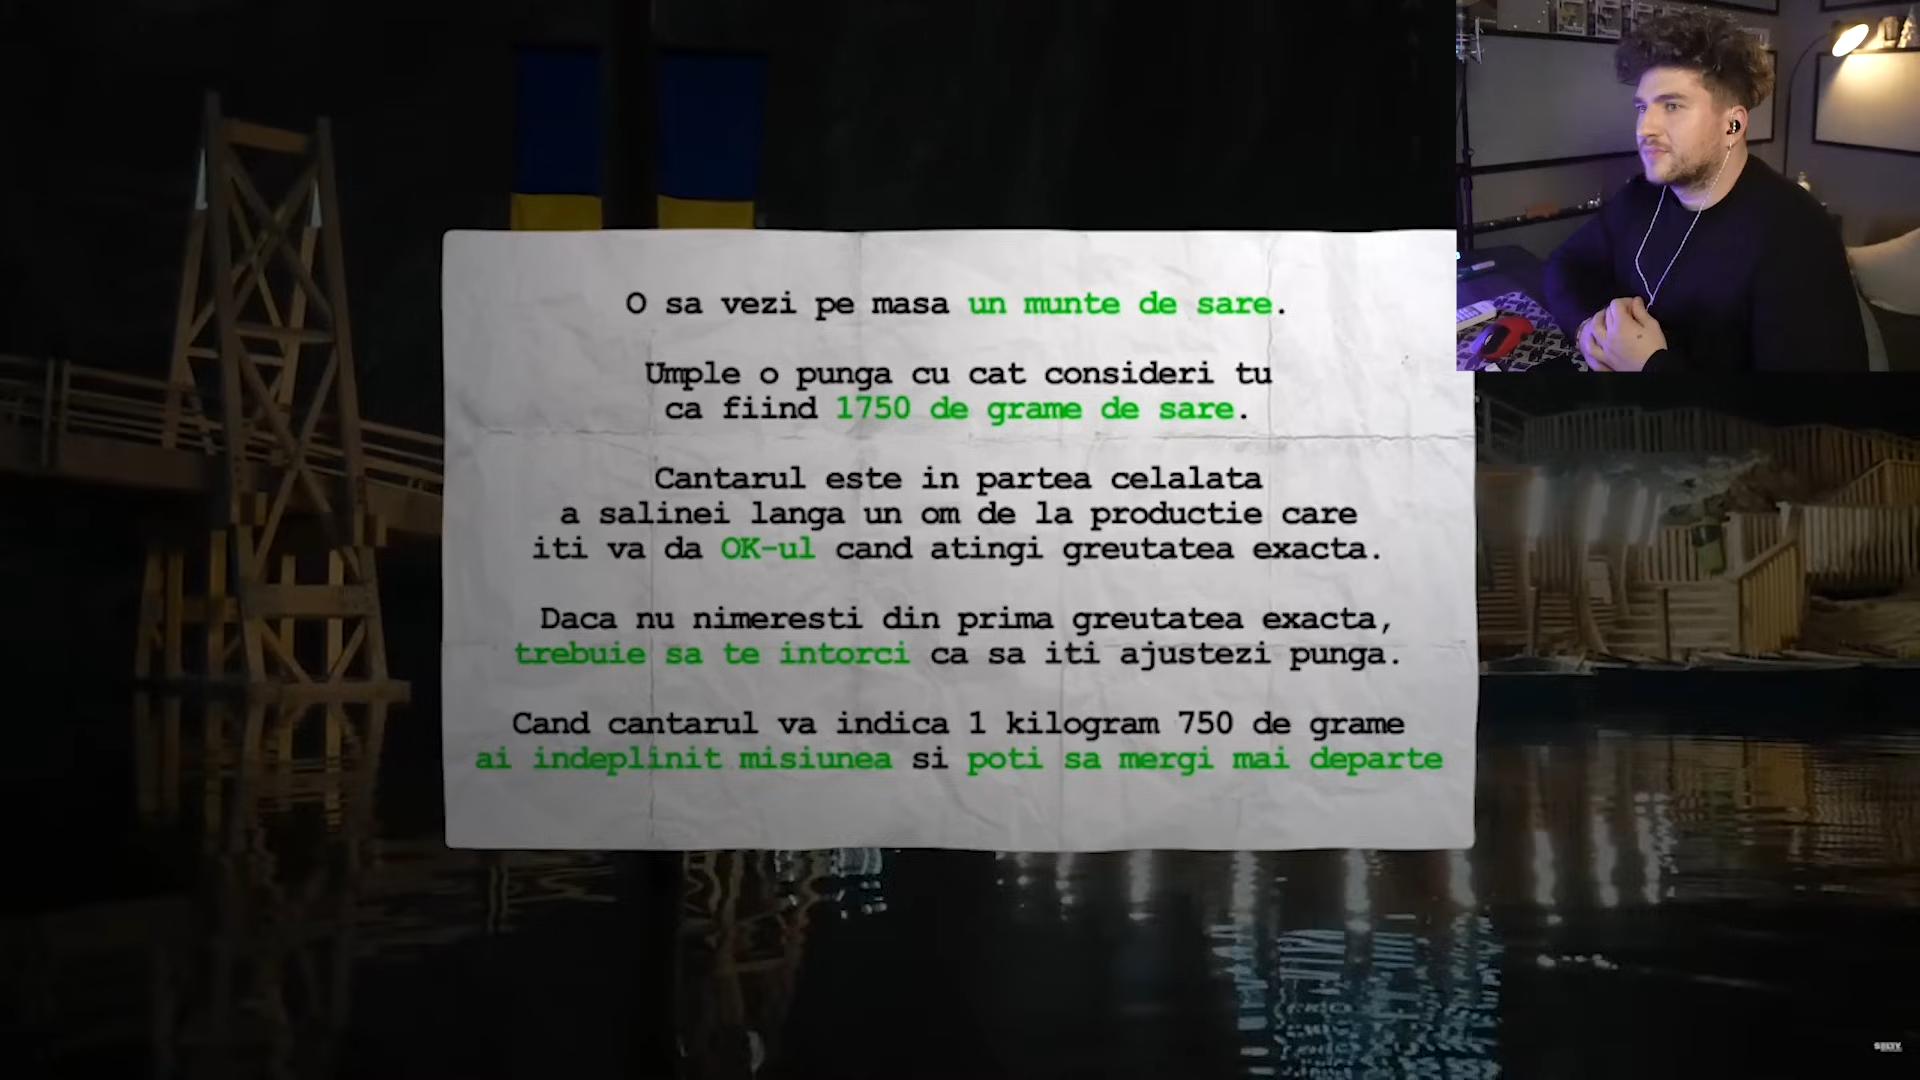 O sa vezi pe masa un munte de sare.
Umple o punga cu cat consideri tu
ca fiind 1750 de grame de sare.
Cantarul este in partea celalata
a salinei langa un om de la productie care
iti va da OK-ul cand atingi greutatea exacta.
Daca nu nimeresti din prima greutatea exacta,
trebuie sa te intorci ca sa iti ajustezi punga.
Cand cantarul va indica 1 kilogram 750 de grame
ai indeplinit misiunea si poti sa mergi mai departe